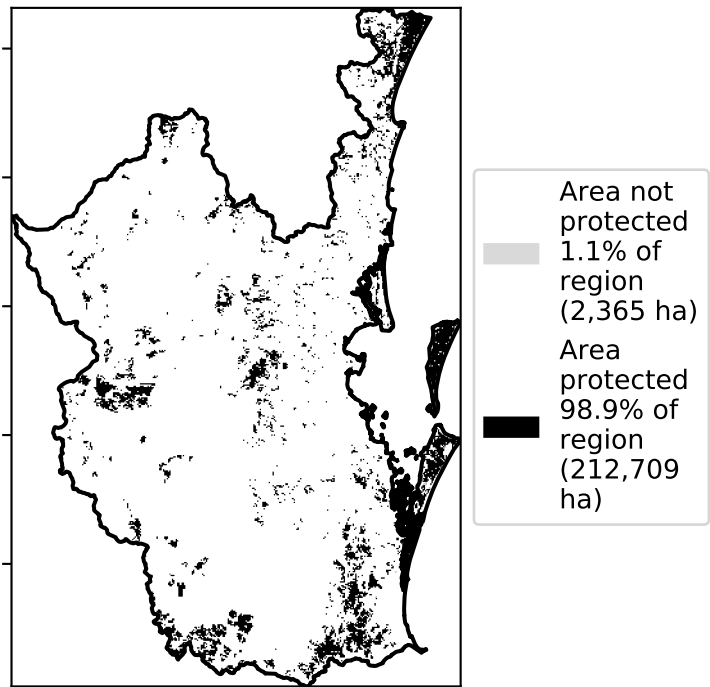 Area not
protected
1.1% of
region
(2,365 ha)
Area
protected
98.9% of
region
(212,709
ha)